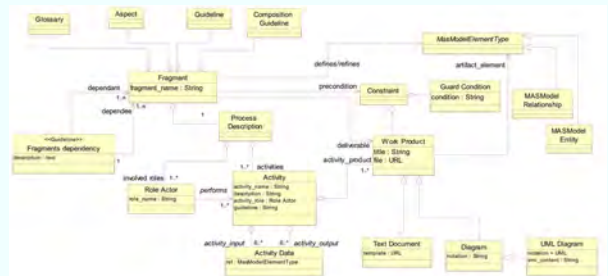 Glossary
Aspect
Guideline
Composition
Guideline
MasModelElementType
defines/refines
artifact_element
Fragment
fragment_name : String
dependant
1..*
1..*
dependes
precondition
Constraint
Guard Condition
condition : String
MASModel
Relationship
MASModel
Entity
1
Process
Description
<<Guideline>>
Fragments dependency
description : text
1
deliverable
Work Product
title : String
file : URL
activity_product
1..*
1..*
activities
involved roles
1..*
Role Actor
role_name : String
performs
1..*
Activity
activity_name : String
description : String
activity_role : Role Actor
guideline : String
activity_input
0..*
0..*
activity_output
Activity Data
ref : MasModelElementType
Text Document
template : URL
Diagram
notation : String
UML Diagram
notation = UML